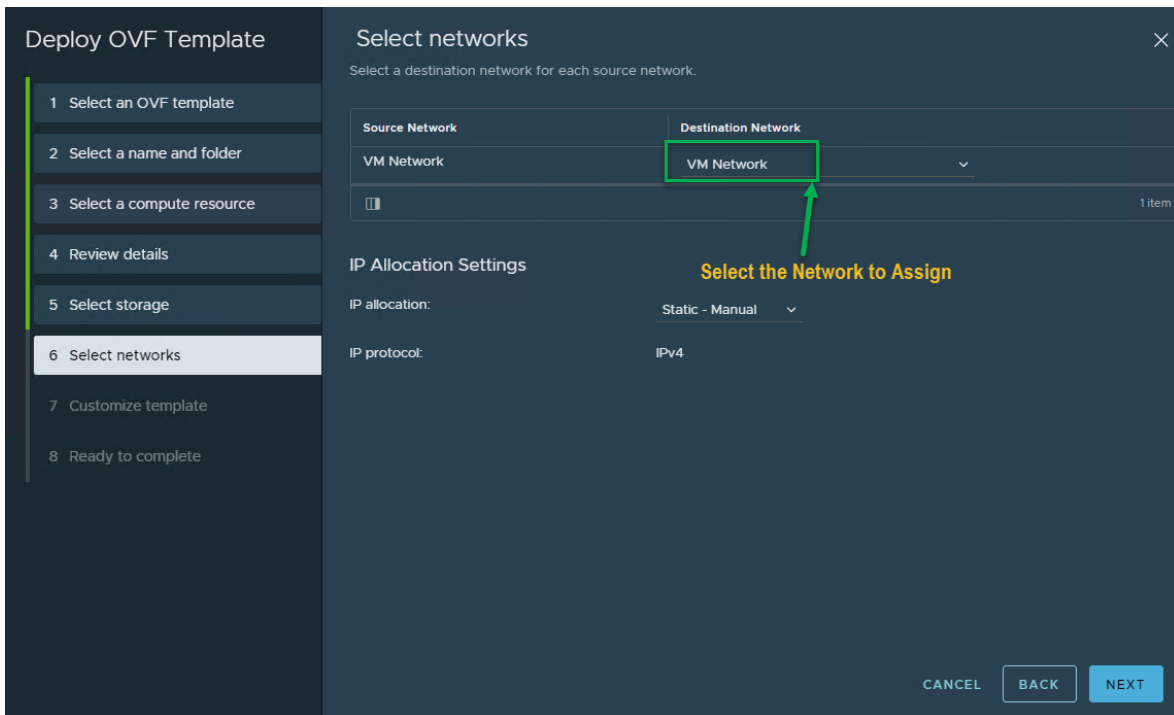 Deploy OVF Template
1 Select an OVF template
2 Select a name and folder
3 Select a compute resource
4 Review details
5 Select storage
6 Select networks
7 Customize template
8 Ready to complete
Select networks
Select a destination network for each source network.
Source Network Destination Network
VM Network VM Network
1 item
Select the Network to Assign
IP Allocation Settings
IP allocation: Static - Manual
IP protocol: IPv4
CANCEL BACK NEXT